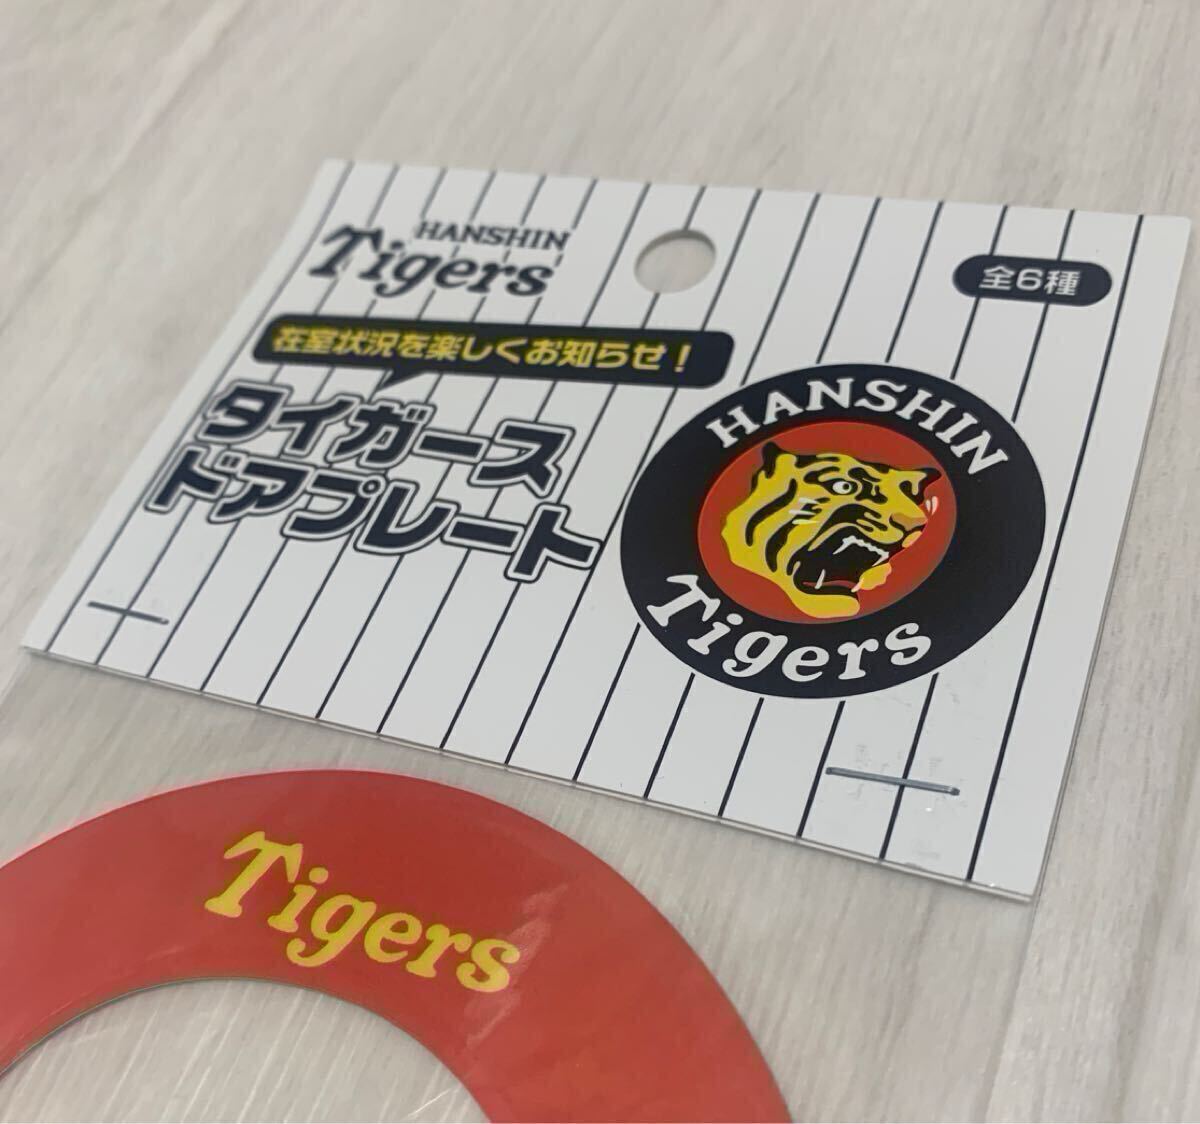 HANSHIN
Tigers
全6種
在室状況を楽しくお知らせ！
タイガース
ドアプレート
HANSHIN
Tigers
Tigers